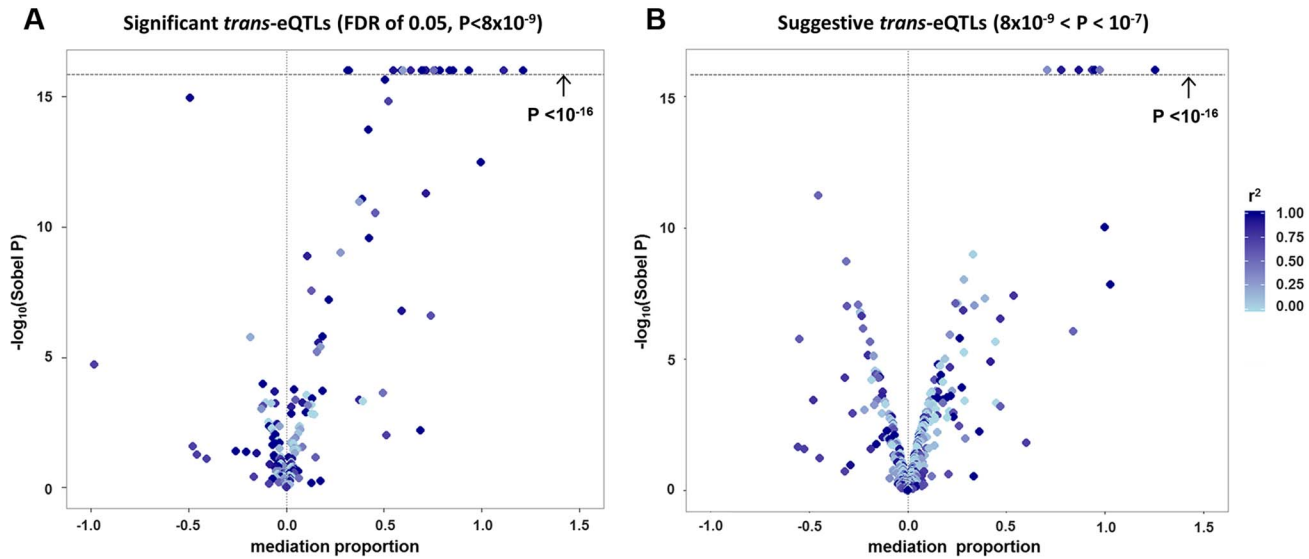 A
Significant trans-eQTLs (FDR of 0.05, P<8x10⁻⁹)
15
10
5
0
-log₁₀(Sobel P)
P <10⁻¹⁶
-1.0 -0.5 0.0 0.5 1.0 1.5
mediation proportion
B
Suggestive trans-eQTLs (8x10⁻⁹ < P < 10⁻⁷)
15
10
5
0
-log₁₀(Sobel P)
P <10⁻¹⁶
-1.0 -0.5 0.0 0.5 1.0 1.5
mediation proportion
r²
1.00
0.75
0.50
0.25
0.00